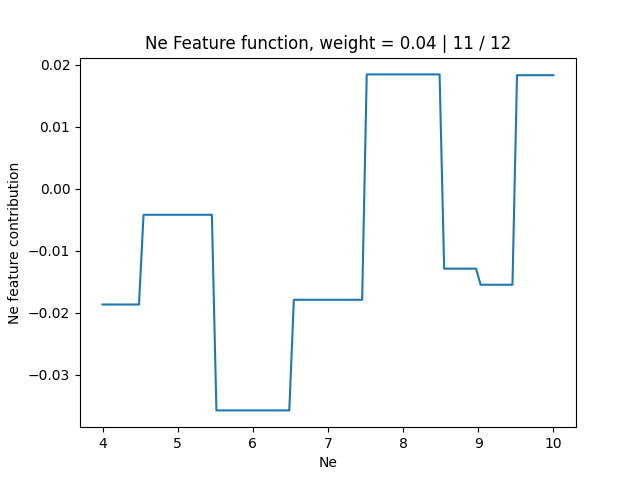 Ne Feature function, weight = 0.04 | 11 / 12
Ne feature contribution
0.02
0.01
0.00
−0.01
−0.02
−0.03
4 5 6 7 8 9 10
Ne